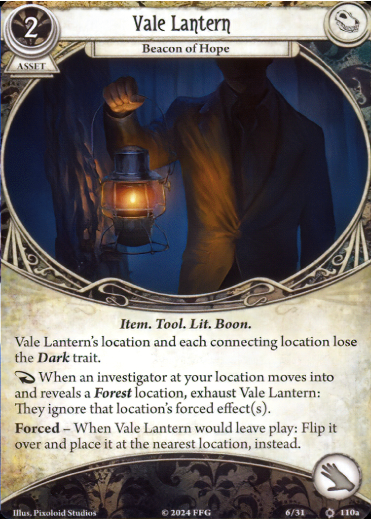 Vale Lantern
2
Beacon of Hope
ASSET
Item. Tool. Lit. Boon.
Vale Lantern's location and each connecting location lose
the Dark trait.
When an investigator at your location moves into
and reveals a Forest location, exhaust Vale Lantern:
They ignore that location's forced effect(s).
Forced – When Vale Lantern would leave play: Flip it
over and place it at the nearest location, instead.
Illus. Pixoloid Studios
© 2024 FFG
6/31
110a